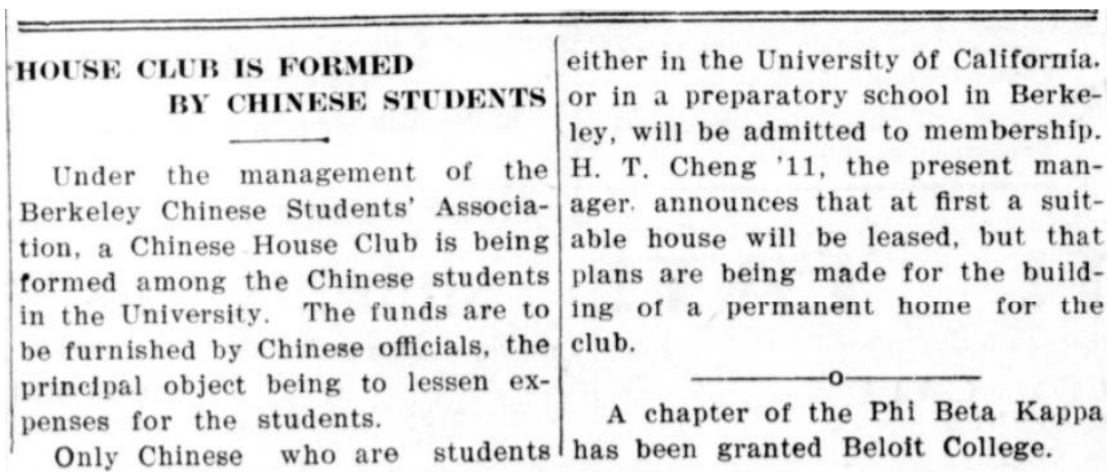 HOUSE CLUB IS FORMED
BY CHINESE STUDENTS
Under the management of the
Berkeley Chinese Students' Associa-
tion, a Chinese House Club is being
formed among the Chinese students
in the University. The funds are to
be furnished by Chinese officials, the
principal object being to lessen ex-
penses for the students.
Only Chinese who are students
either in the University of California.
or in a preparatory school in Berke-
ley, will be admitted to membership.
H. T. Cheng '11, the present man-
ager. announces that at first a suit-
able house will be leased, but that
plans are being made for the build-
ing of a permanent home for the
club.
A chapter of the Phi Beta Kappa
has been granted Beloit College.